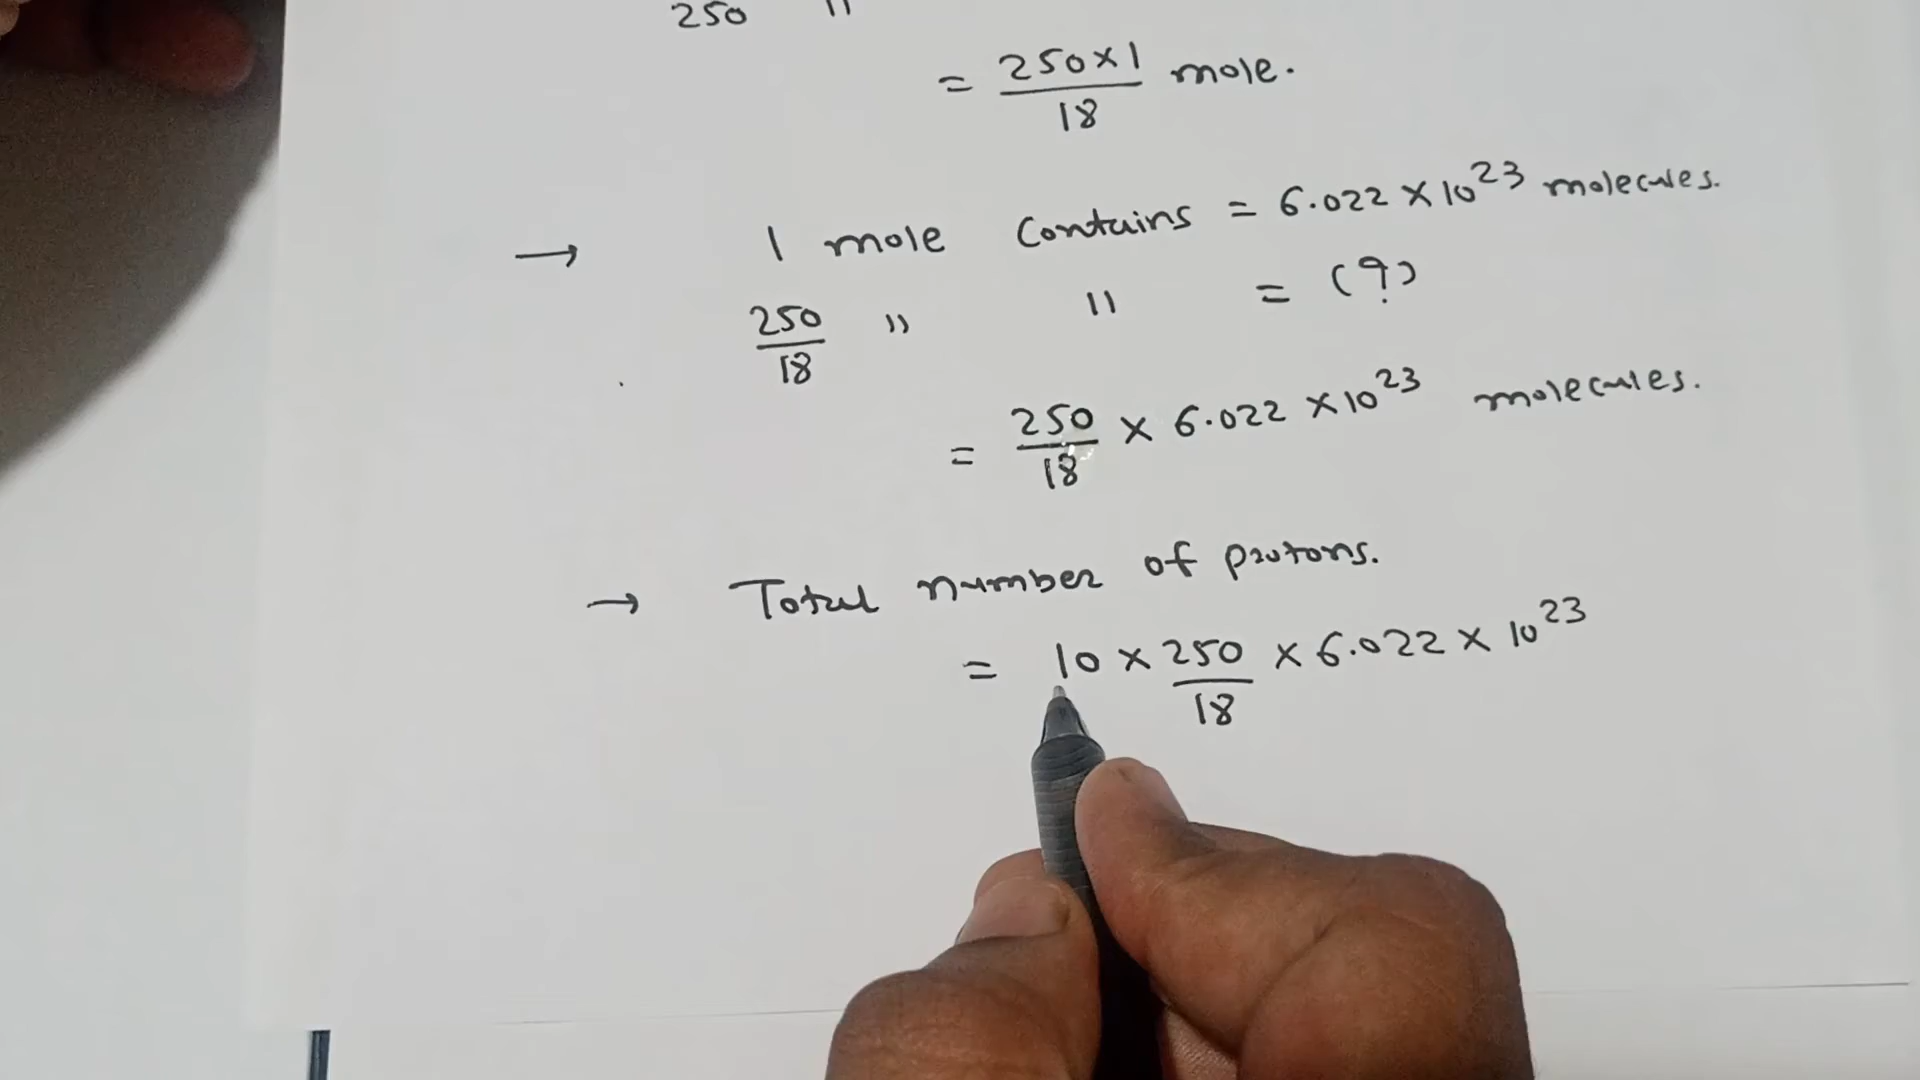 250 "
= 250 × 1 / 18 mole.
→ 1 mole contains = 6.022 × 10^23 molecules.
250/18 " " = (?)
= 250/18 × 6.022 × 10^23 molecules.
→ Total number of protons.
= 10 × 250/18 × 6.022 × 10^23